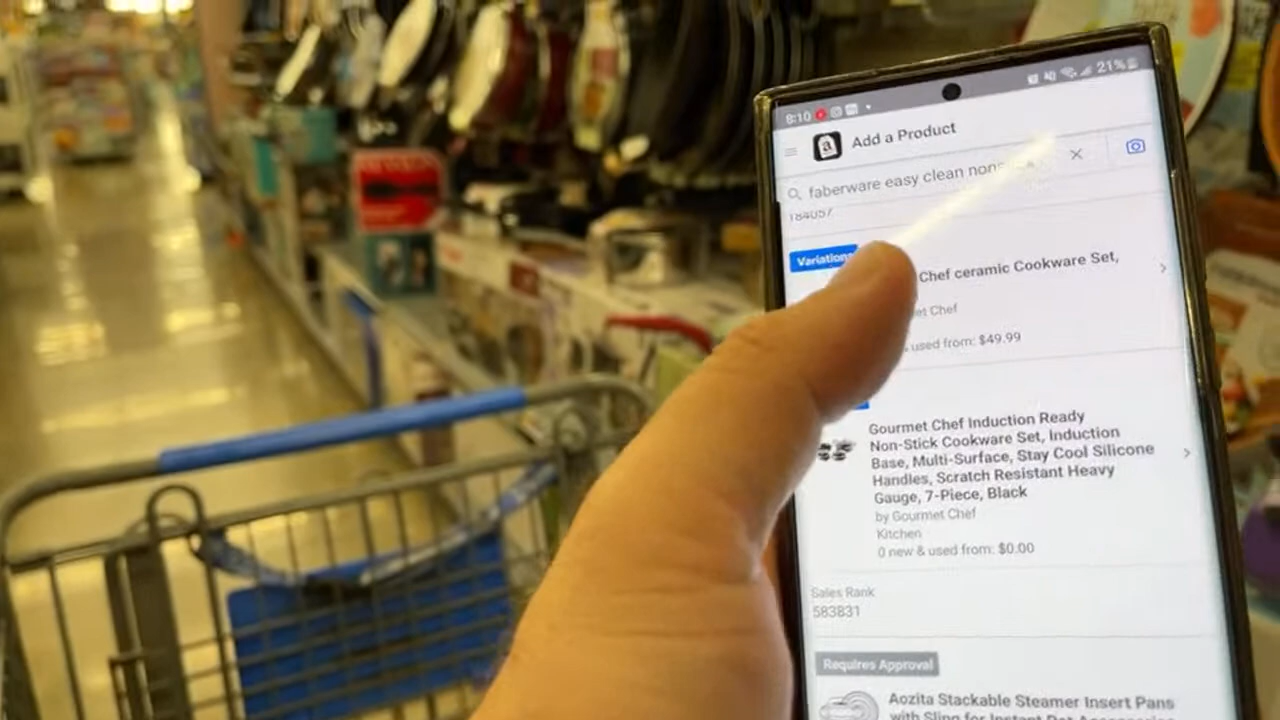 8:10
21%
Add a Product
faberware easy clean nons
184057
Variations
Chef ceramic Cookware Set,
et Chef
used from: $49.99
Gourmet Chef Induction Ready
Non-Stick Cookware Set, Induction
Base, Multi-Surface, Stay Cool Silicone
Handles, Scratch Resistant Heavy
Gauge, 7-Piece, Black
by Gourmet Chef
Kitchen
0 new & used from: $0.00
Sales Rank
583831
Requires Approval
Aozita Stackable Steamer Insert Pans
with Sling for Instant Pot Accessories